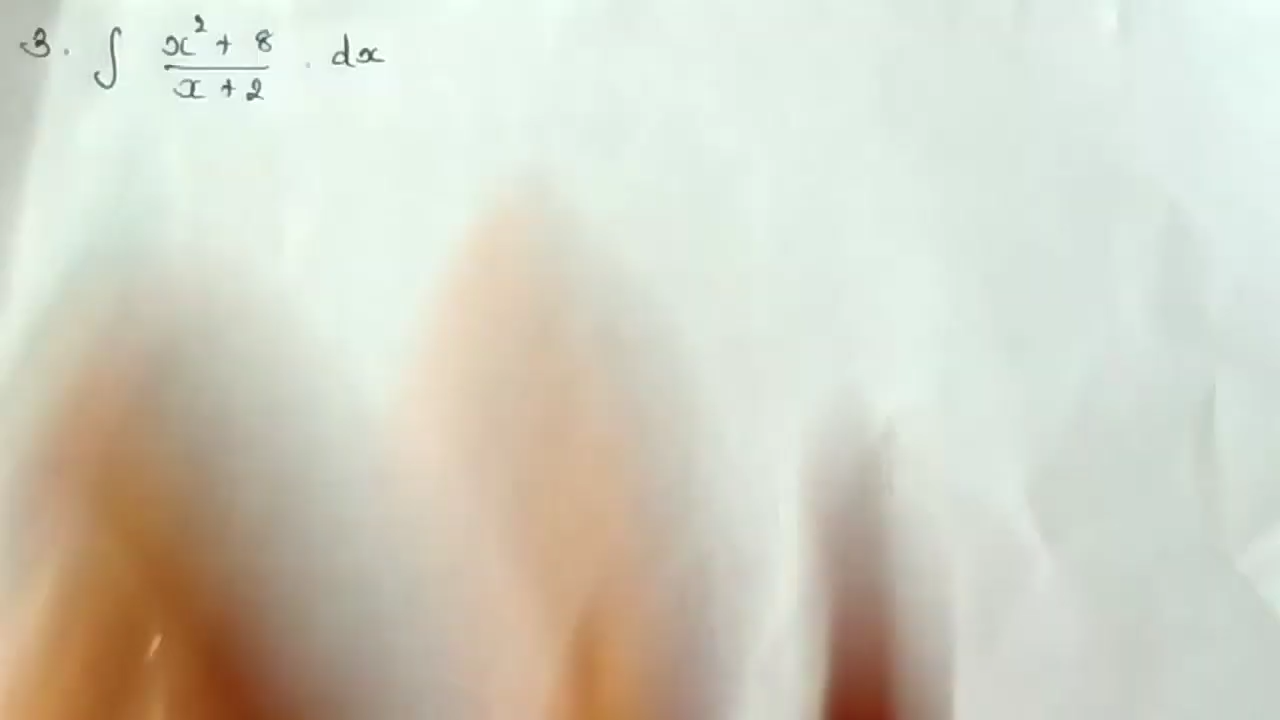 3. ∫ x² + 8 / x + 2 . dx